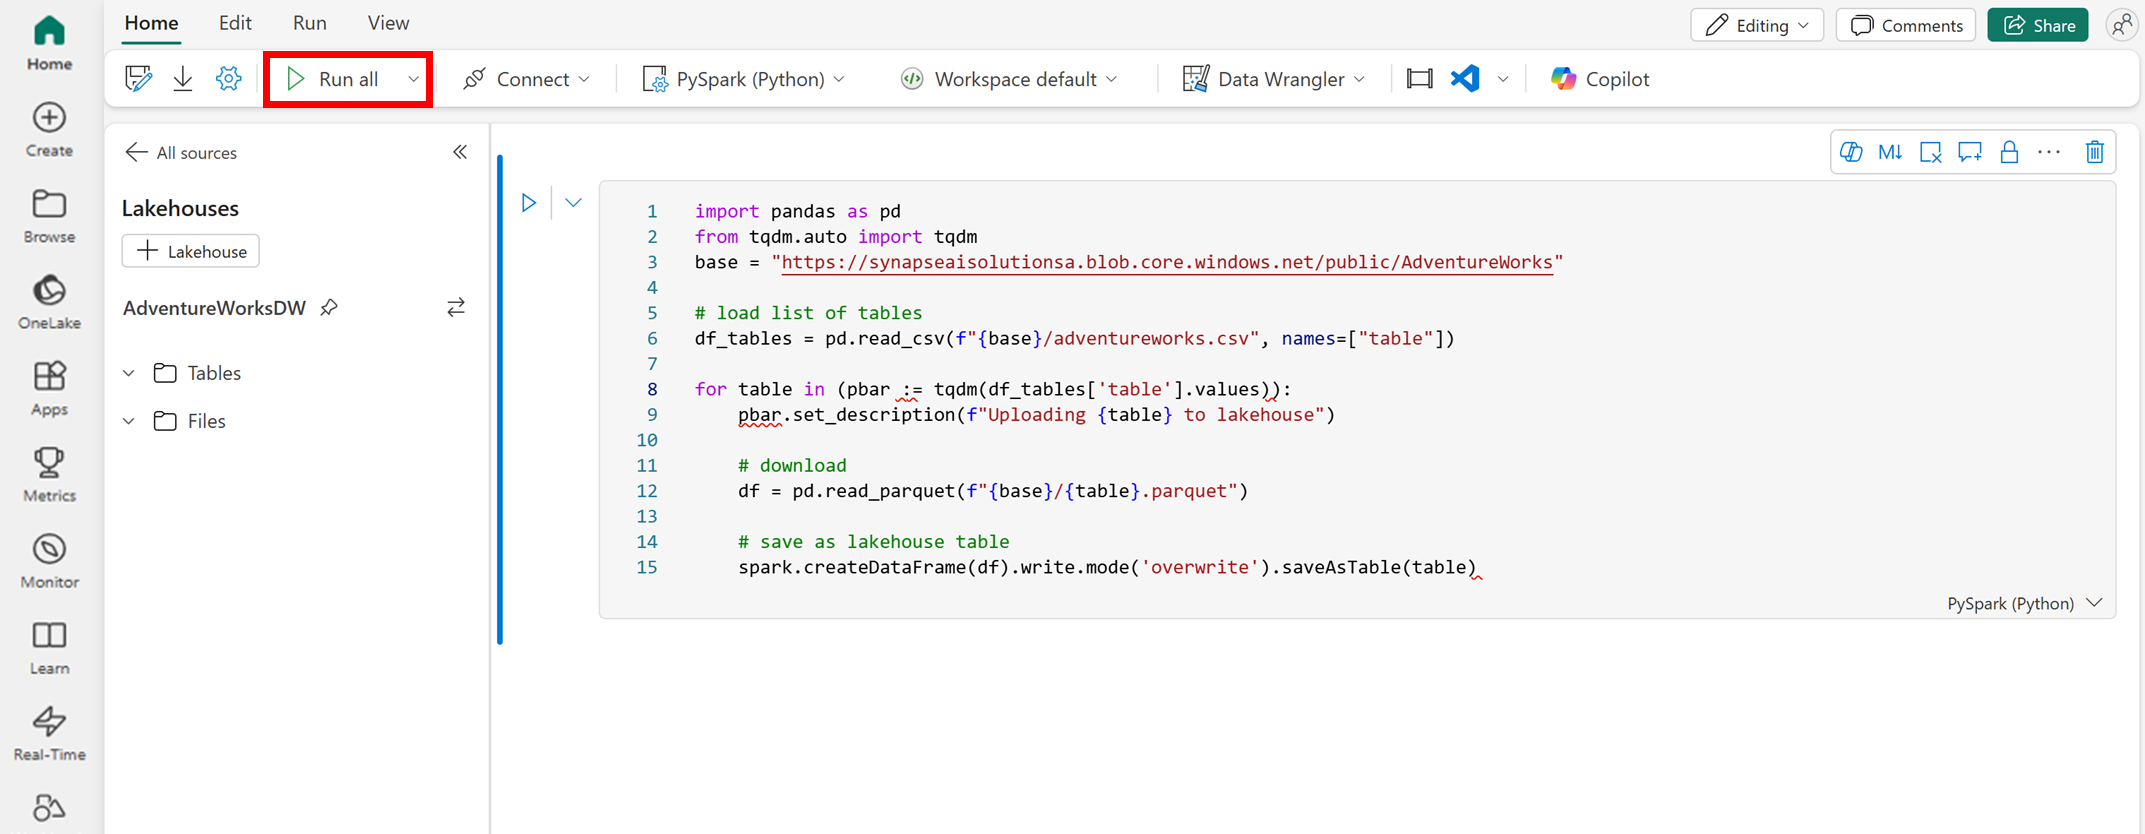 Home Edit Run View
Editing Comments Share
Run all Connect PySpark (Python) Workspace default Data Wrangler Copilot
Home
Create
Browse
OneLake
Apps
Metrics
Monitor
Learn
Real-Time
All sources
Lakehouses
Lakehouse
AdventureWorksDW
Tables
Files
M↓
1 import pandas as pd
2 from tqdm.auto import tqdm
3 base = "https://synapseaisolutionsa.blob.core.windows.net/public/AdventureWorks"
4
5 # load list of tables
6 df_tables = pd.read_csv(f"{base}/adventureworks.csv", names=["table"])
7
8 for table in (pbar := tqdm(df_tables['table'].values)):
9 pbar.set_description(f"Uploading {table} to lakehouse")
10
11 # download
12 df = pd.read_parquet(f"{base}/{table}.parquet")
13
14 # save as lakehouse table
15 spark.createDataFrame(df).write.mode('overwrite').saveAsTable(table)
PySpark (Python)